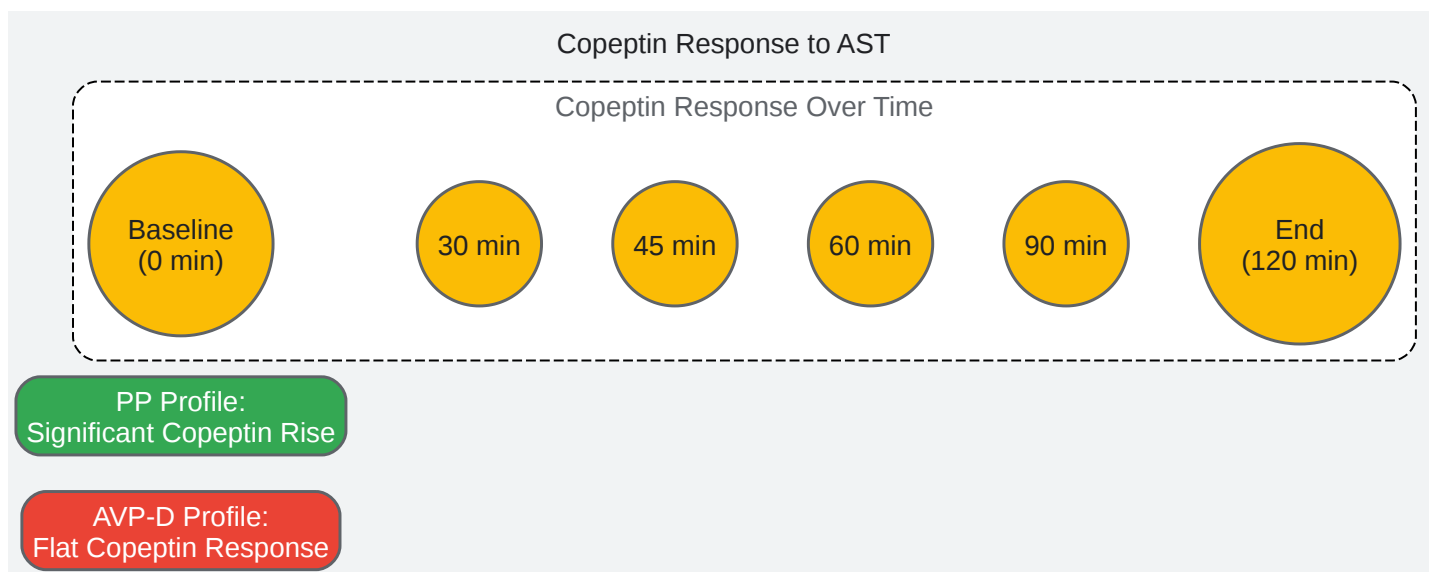 Copeptin Response to AST
Copeptin Response Over Time
Baseline
(0 min)
30 min
45 min
60 min
90 min
End
(120 min)
PP Profile:
Significant Copeptin Rise
AVP-D Profile:
Flat Copeptin Response